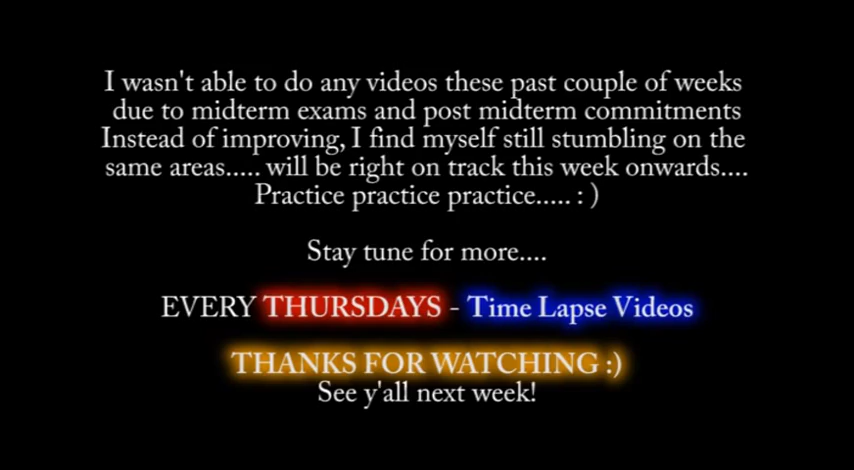 I wasn't able to do any videos these past couple of weeks
due to midterm exams and post midterm commitments
Instead of improving, I find myself still stumbling on the
same areas..... will be right on track this week onwards....
Practice practice practice..... : )
Stay tune for more....
EVERY THURSDAYS - Time Lapse Videos
THANKS FOR WATCHING :)
See y'all next week!